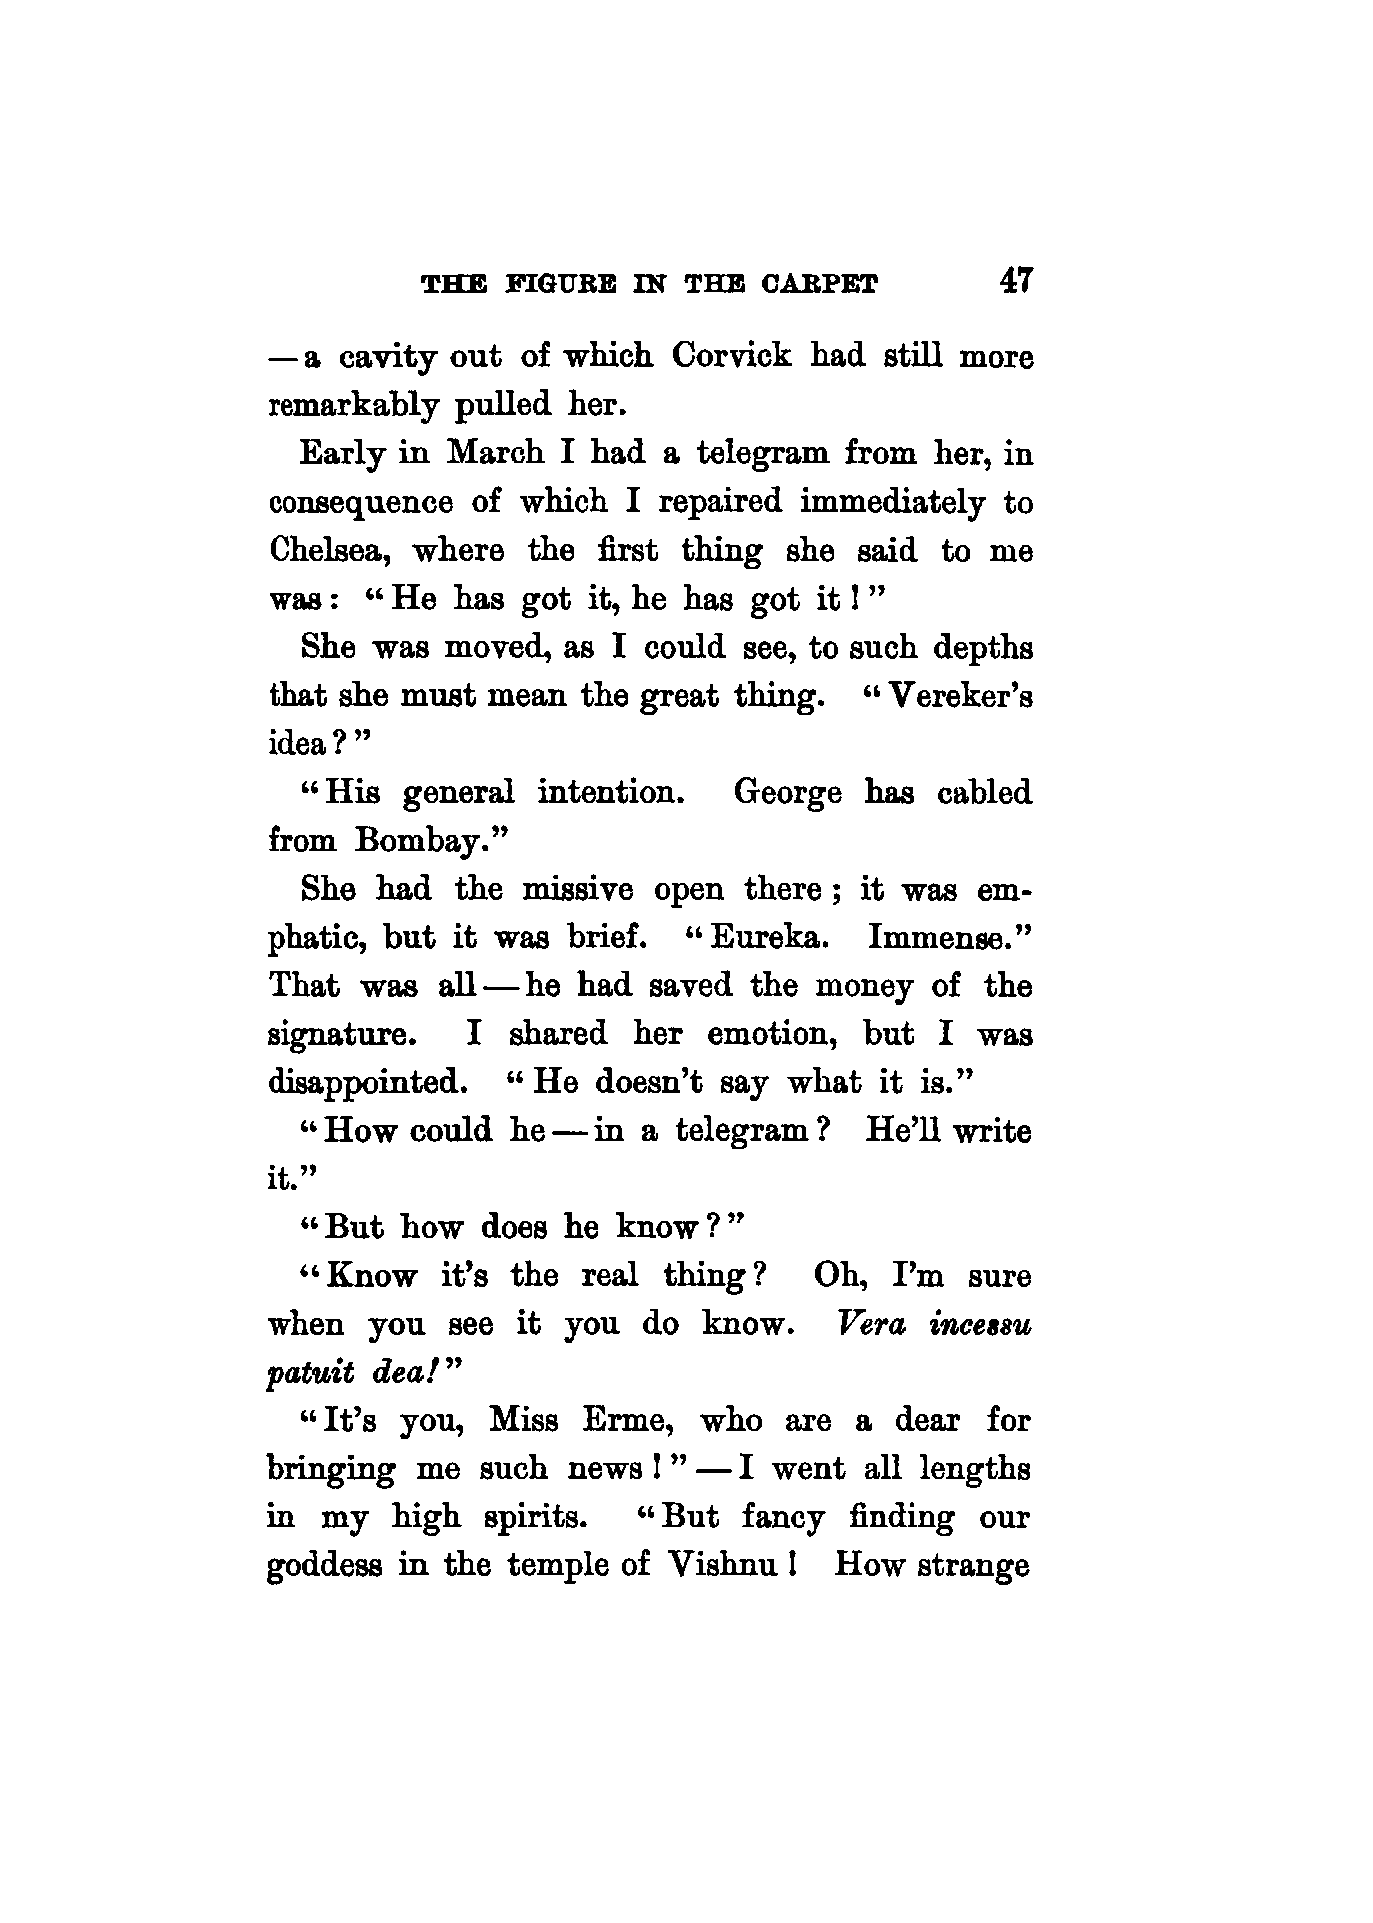 THE FIGURE IN THE CARPET 47
—a cavity out of which Corvick had still more
remarkably pulled her.
Early in March I had a telegram from her, in
consequence of which I repaired immediately to
Chelsea, where the first thing she said to me
was: “He has got it, he has got it!”
She was moved, as I could see, to such depths
that she must mean the great thing. “Vereker’s
idea?”
“His general intention. George has cabled
from Bombay.”
She had the missive open there; it was em-
phatic, but it was brief. “Eureka. Immense.”
That was all—he had saved the money of the
signature. I shared her emotion, but I was
disappointed. “He doesn’t say what it is.”
“How could he—in a telegram? He’ll write
it.”
“But how does he know?”
“Know it’s the real thing? Oh, I’m sure
when you see it you do know. Vera incessu
patuit dea!”
“It’s you, Miss Erme, who are a dear for
bringing me such news!”—I went all lengths
in my high spirits. “But fancy finding our
goddess in the temple of Vishnu! How strange